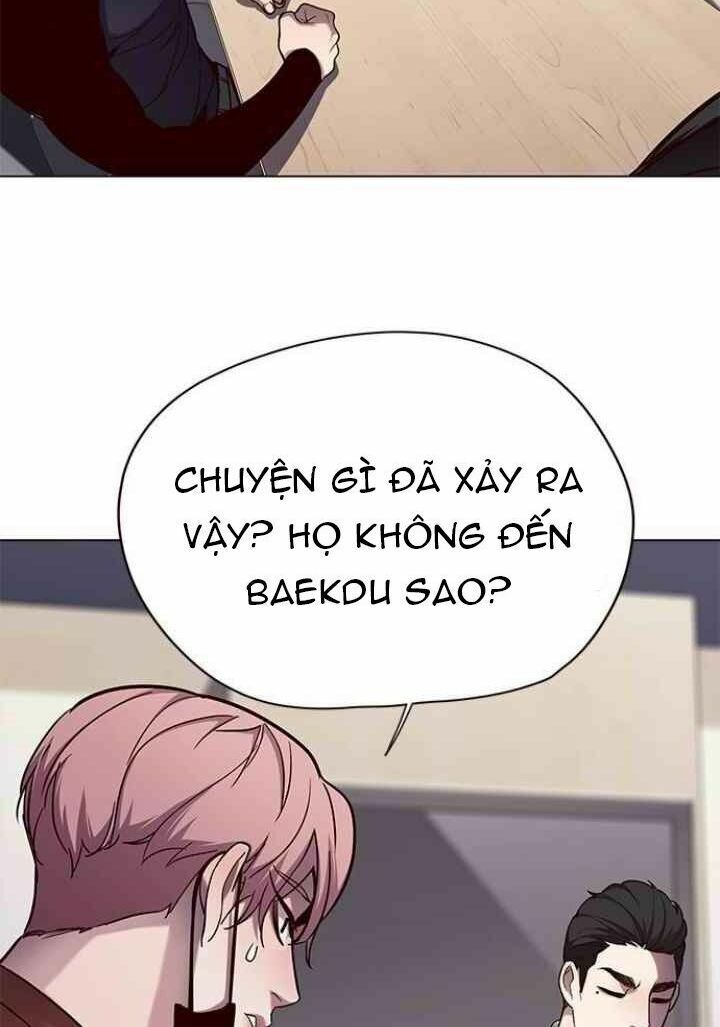 CHUYỆN GÌ ĐÃ XẢY RA
VẬY? HỌ KHÔNG ĐẾN
BAEKDU SAO?